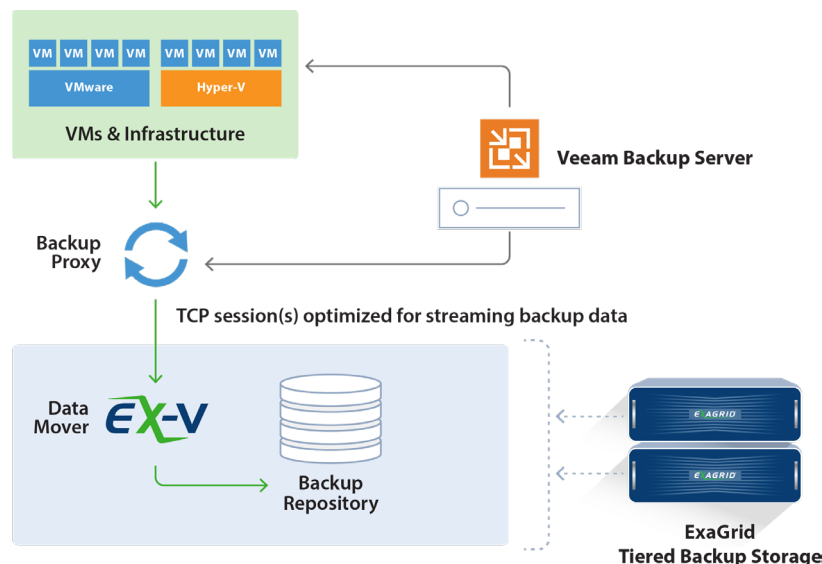 VM VM VM VM VM VM VM VM
VMware Hyper-V
VMs & Infrastructure
Veeam Backup Server
Backup
Proxy
TCP session(s) optimized for streaming backup data
Data
Mover
EX-V
Backup
Repository
EXAGRID
EXAGRID
ExaGrid
Tiered Backup Storage